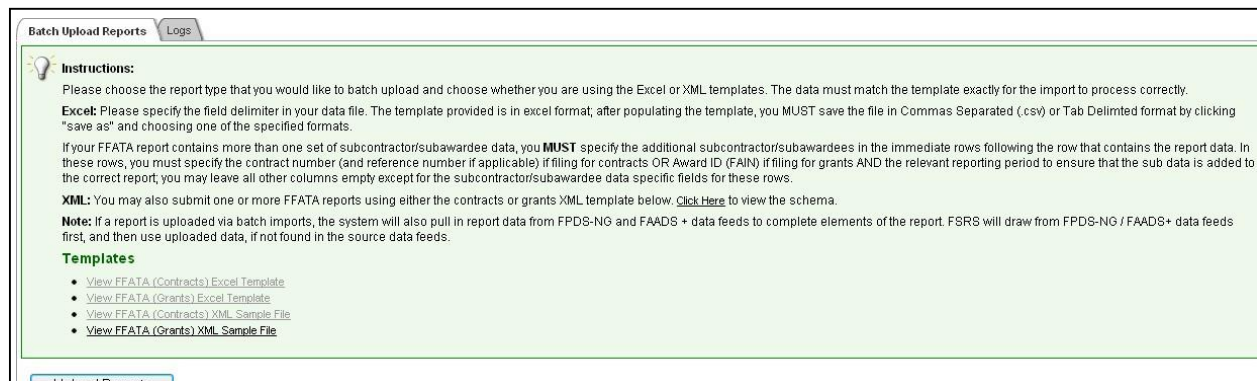 Batch Upload Reports Logs
Instructions:
Please choose the report type that you would like to batch upload and choose whether you are using the Excel or XML templates. The data must match the template exactly for the import to process correctly.
Excel: Please specify the field delimiter in your data file. The template provided is in excel format; after populating the template, you MUST save the file in Commas Separated (.csv) or Tab Delimted format by clicking
"save as" and choosing one of the specified formats.
If your FFATA report contains more than one set of subcontractor/subawardee data, you MUST specify the additional subcontractor/subawardees in the immediate rows following the row that contains the report data. In
these rows, you must specify the contract number (and reference number if applicable) if filing for contracts OR Award ID (FAIN) if filing for grants AND the relevant reporting period to ensure that the sub data is added to
the correct report; you may leave all other columns empty except for the subcontractor/subawardee data specific fields for these rows.
XML: You may also submit one or more FFATA reports using either the contracts or grants XML template below. Click Here to view the schema.
Note: If a report is uploaded via batch imports, the system will also pull in report data from FPDS-NG and FAADS + data feeds to complete elements of the report. FSRS will draw from FPDS-NG / FAADS+ data feeds
first, and then use uploaded data, if not found in the source data feeds.
Templates
• View FFATA (Contracts) Excel Template
• View FFATA (Grants) Excel Template
• View FFATA (Contracts) XML Sample File
• View FFATA (Grants) XML Sample File